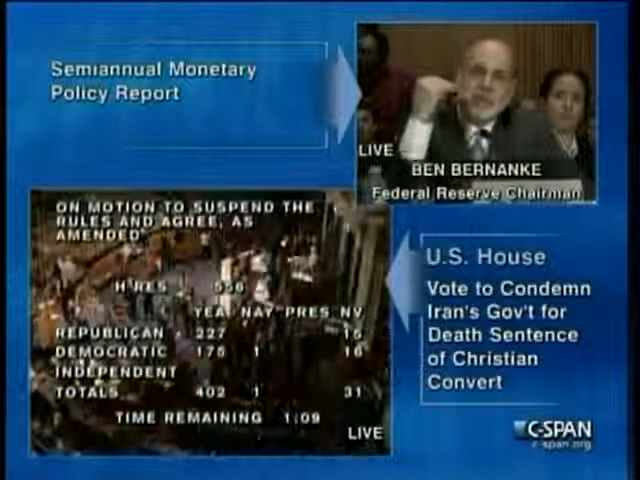 Semiannual Monetary
Policy Report
LIVE
BEN BERNANKE
Federal Reserve Chairman
ON MOTION TO SUSPEND THE
RULES AND AGREE, AS
AMENDED
H RES 556
YEA NAY PRES NV
REPUBLICAN 227 15
DEMOCRATIC 175 1 16
INDEPENDENT
TOTALS 402 1 31
TIME REMAINING 1:09
LIVE
U.S. House
Vote to Condemn
Iran's Gov't for
Death Sentence
of Christian
Convert
C-SPAN
c-span.org